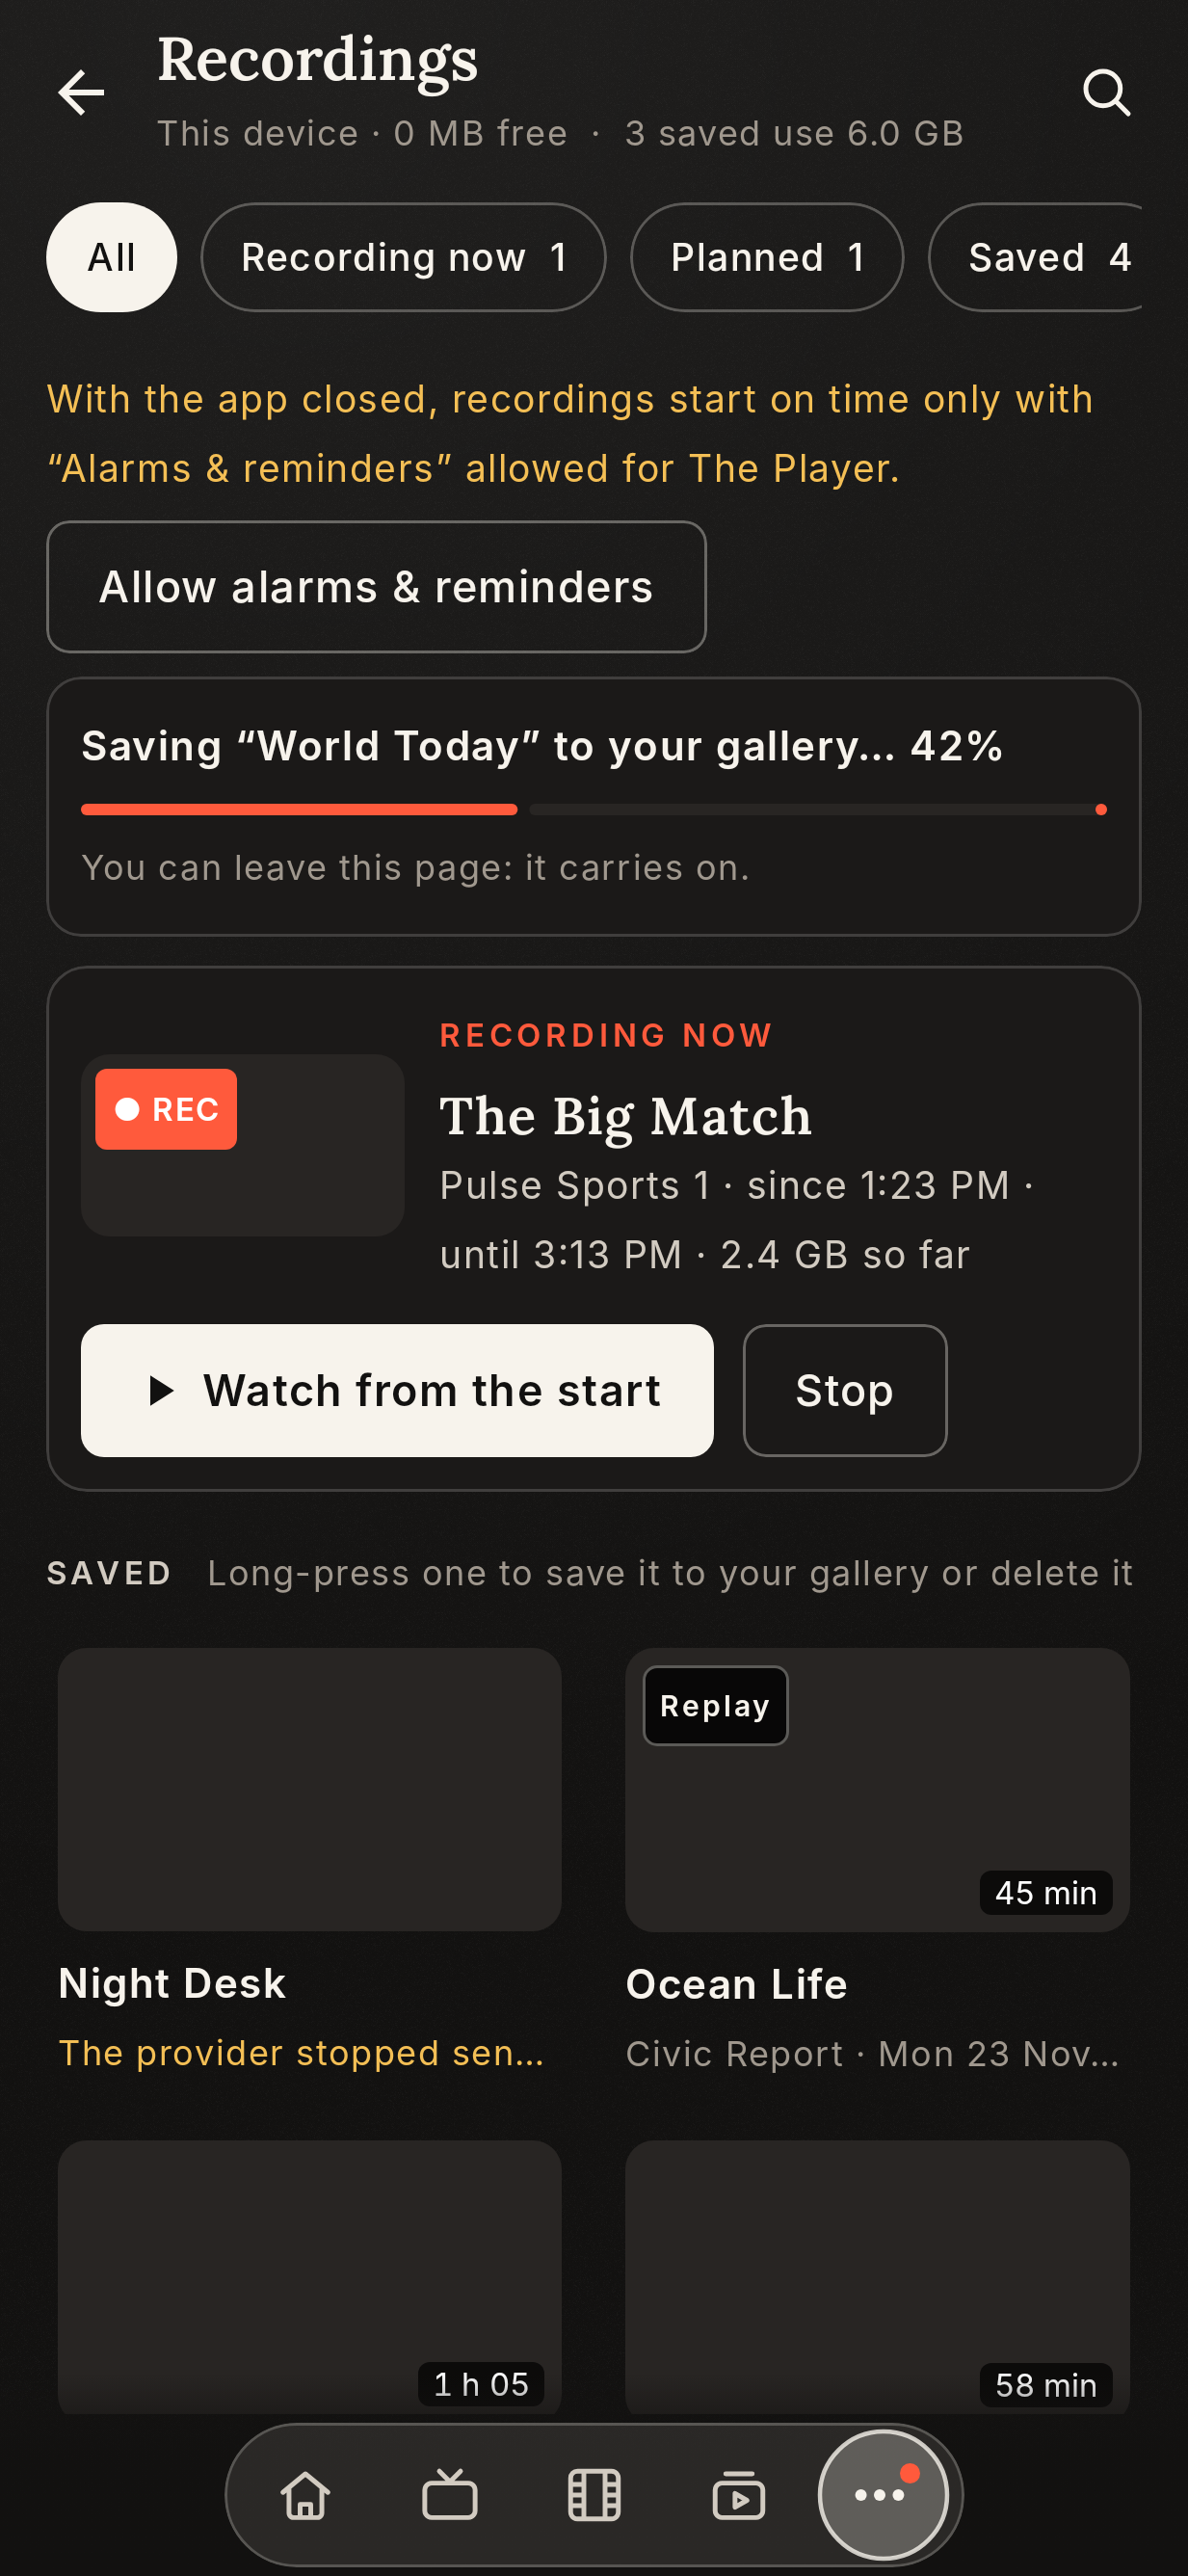 Recordings
This device · 0 MB free · 3 saved use 6.0 GB
All
Recording now 1
Planned 1
Saved 4
With the app closed, recordings start on time only with
“Alarms & reminders” allowed for The Player.
Allow alarms & reminders
Saving “World Today” to your gallery… 42%
You can leave this page: it carries on.
REC
RECORDING NOW
The Big Match
Pulse Sports 1 · since 1:23 PM ·
until 3:13 PM · 2.4 GB so far
Watch from the start
Stop
SAVED Long-press one to save it to your gallery or delete it
Replay
45 min
Night Desk
The provider stopped sen…
Ocean Life
Civic Report · Mon 23 Nov…
1 h 05
58 min